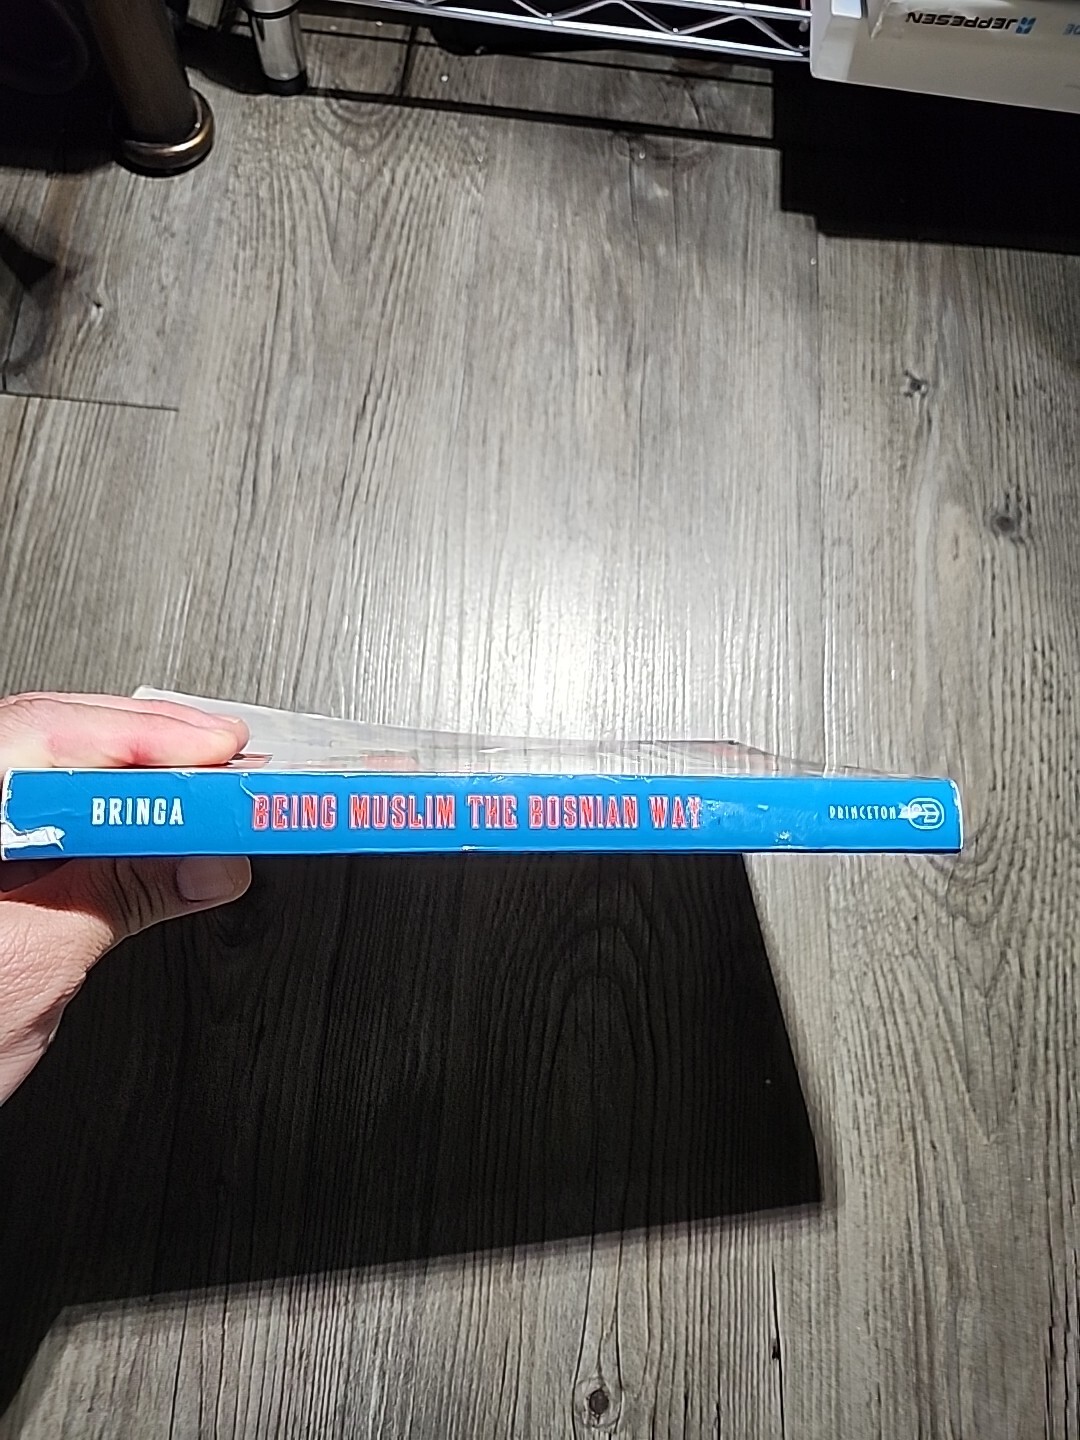 JEPPESEN
BRINGA BEING MUSLIM THE BOSNIAN WAY PRINCETON